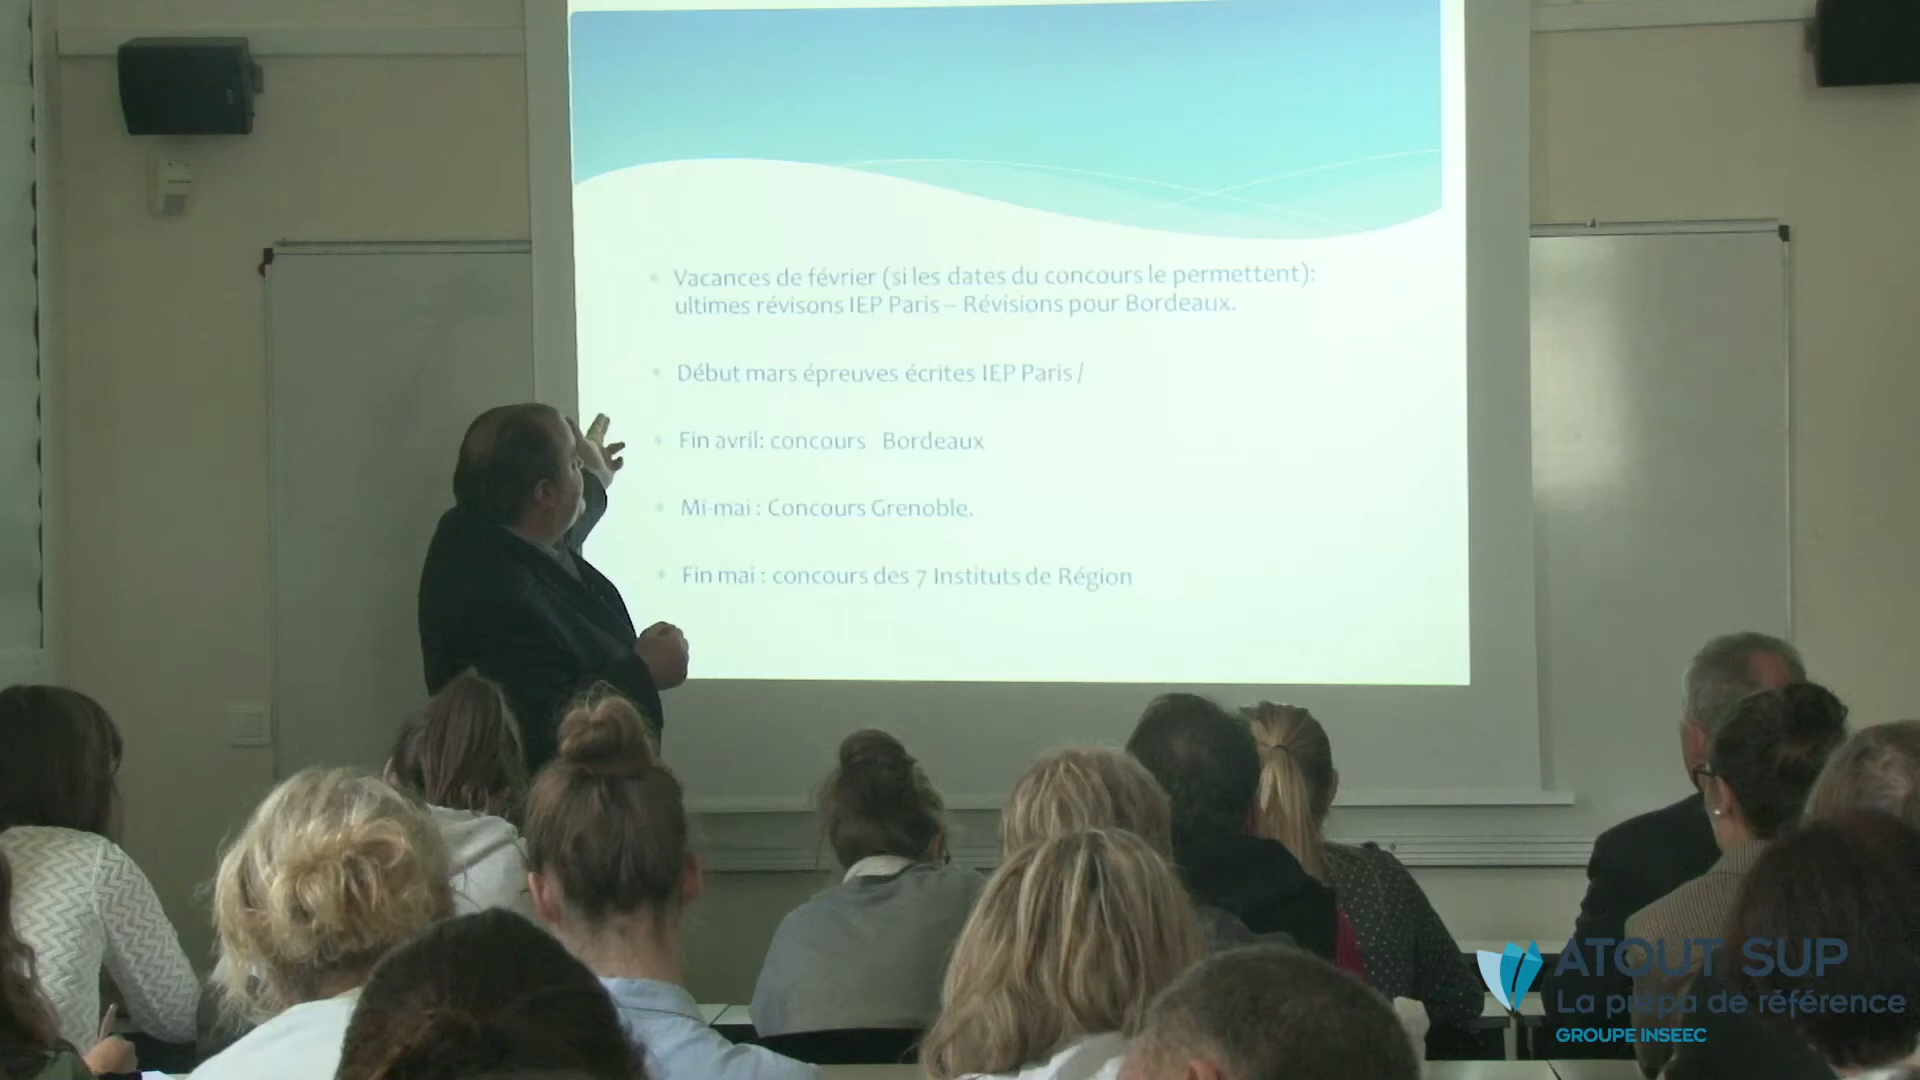 Vacances de février (si les dates du concours le permettent):
ultimes révisons IEP Paris – Révisions pour Bordeaux.
Début mars épreuves écrites IEP Paris /
Fin avril: concours Bordeaux
Mi-mai : Concours Grenoble.
Fin mai : concours des 7 Instituts de Région
ATOUT SUP
La prépa de référence
GROUPE INSEEC